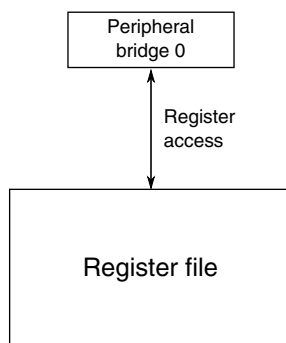 Peripheral
bridge 0
Register
access
Register file